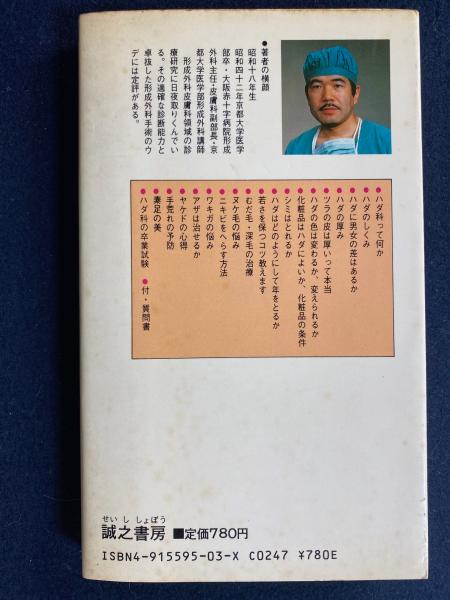 ●著者の横顔
昭和十八年生
昭和四十二年京都大学医学
部卒・大阪赤十字病院形成
外科主任・皮膚科副部長・京
都大学医学部形成外科講師
形成外科皮膚科領域の診
療研究に日夜取りくんでい
る。その適確な診断能力と
卓抜した形成外科手術のウ
デには定評がある。
●ハダ科って何か
●ハダのしくみ
●ハダに男女の差はあるか
●ハダの厚み
●ツラの皮は厚いって本当
●ハダの色は変わるか、変えられるか
●化粧品はハダによいか、化粧品の条件
●シミはとれるか
●ハダはどのようにして年をとるか
●若さを保つコツ教えます
●むだ毛・深毛の治療
●ヌケ毛の悩み
●ニキビをへらす方法
●ワキガの悩み
●アザは治せるか
●ヤケドの心得
●手荒れの予防
●素足の美
●ハダ科の卒業試験 ●付・質問書
せいししょぼう
誠之書房 ■定価780円
ISBN4-915595-03-X C0247 ¥780E